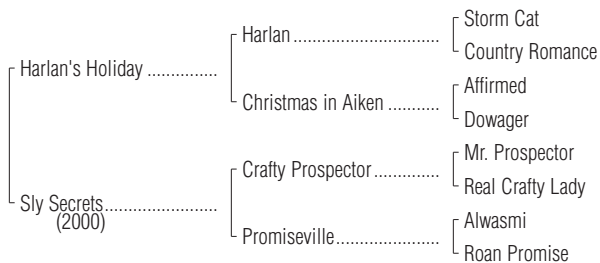 Storm Cat
Harlan ...............................
Country Romance
Harlan's Holiday ..............
Affirmed
Christmas in Aiken ...........
Dowager
Mr. Prospector
Crafty Prospector..............
Real Crafty Lady
Sly Secrets.......................
(2000)
Alwasmi
Promiseville......................
Roan Promise